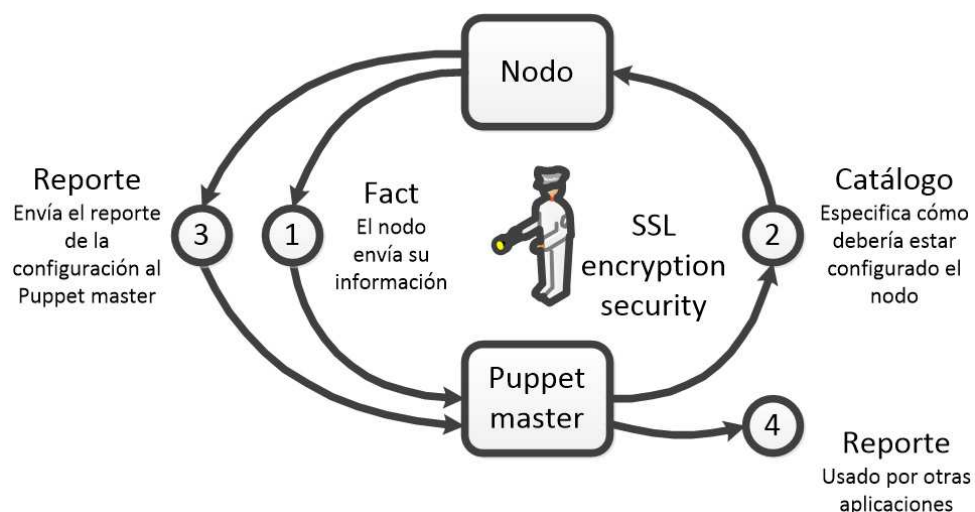 Nodo
Reporte
Envía el reporte
de la
configuración al
Puppet master
3
1
Fact
El nodo
envía su
información
SSL
encryption
security
2
Catálogo
Especifica cómo
debería estar
configurado el
nodo
Puppet
master
4
Reporte
Usado por otras
aplicaciones